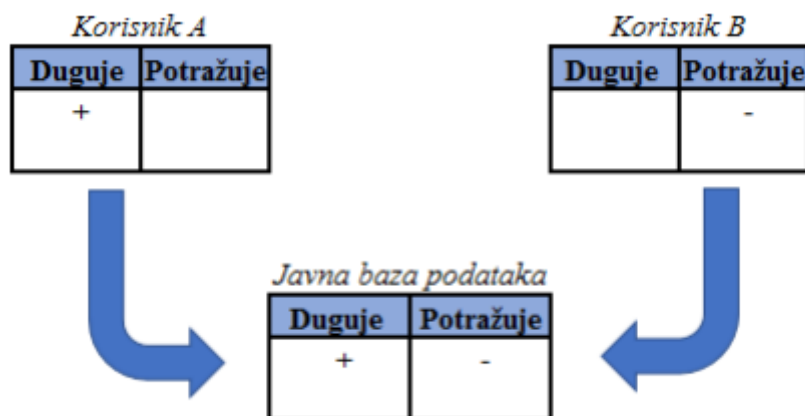 Korisnik A
Duguje Potražuje
+
Korisnik B
Duguje Potražuje
-
Javna baza podataka
Duguje Potražuje
+ -